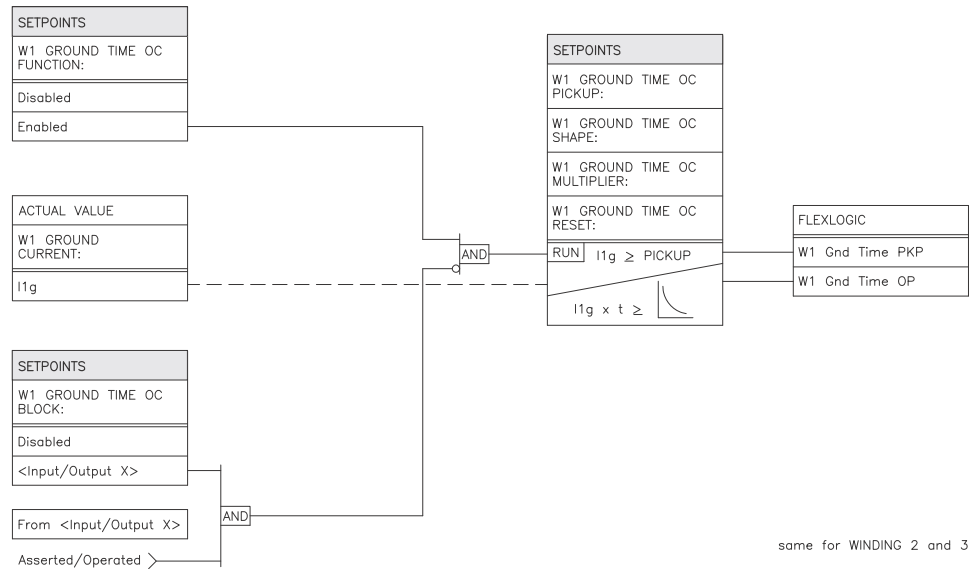 SETPOINTS
W1 GROUND TIME OC
FUNCTION:
Disabled
Enabled
ACTUAL VALUE
W1 GROUND
CURRENT:
I1g
SETPOINTS
W1 GROUND TIME OC
BLOCK:
Disabled
<Input/Output X>
From <Input/Output X>
Asserted/Operated
AND
AND
SETPOINTS
W1 GROUND TIME OC
PICKUP:
W1 GROUND TIME OC
SHAPE:
W1 GROUND TIME OC
MULTIPLIER:
W1 GROUND TIME OC
RESET:
RUN I1g ≥ PICKUP
I1g x t ≥
FLEXLOGIC
W1 Gnd Time PKP
W1 Gnd Time OP
same for WINDING 2 and 3